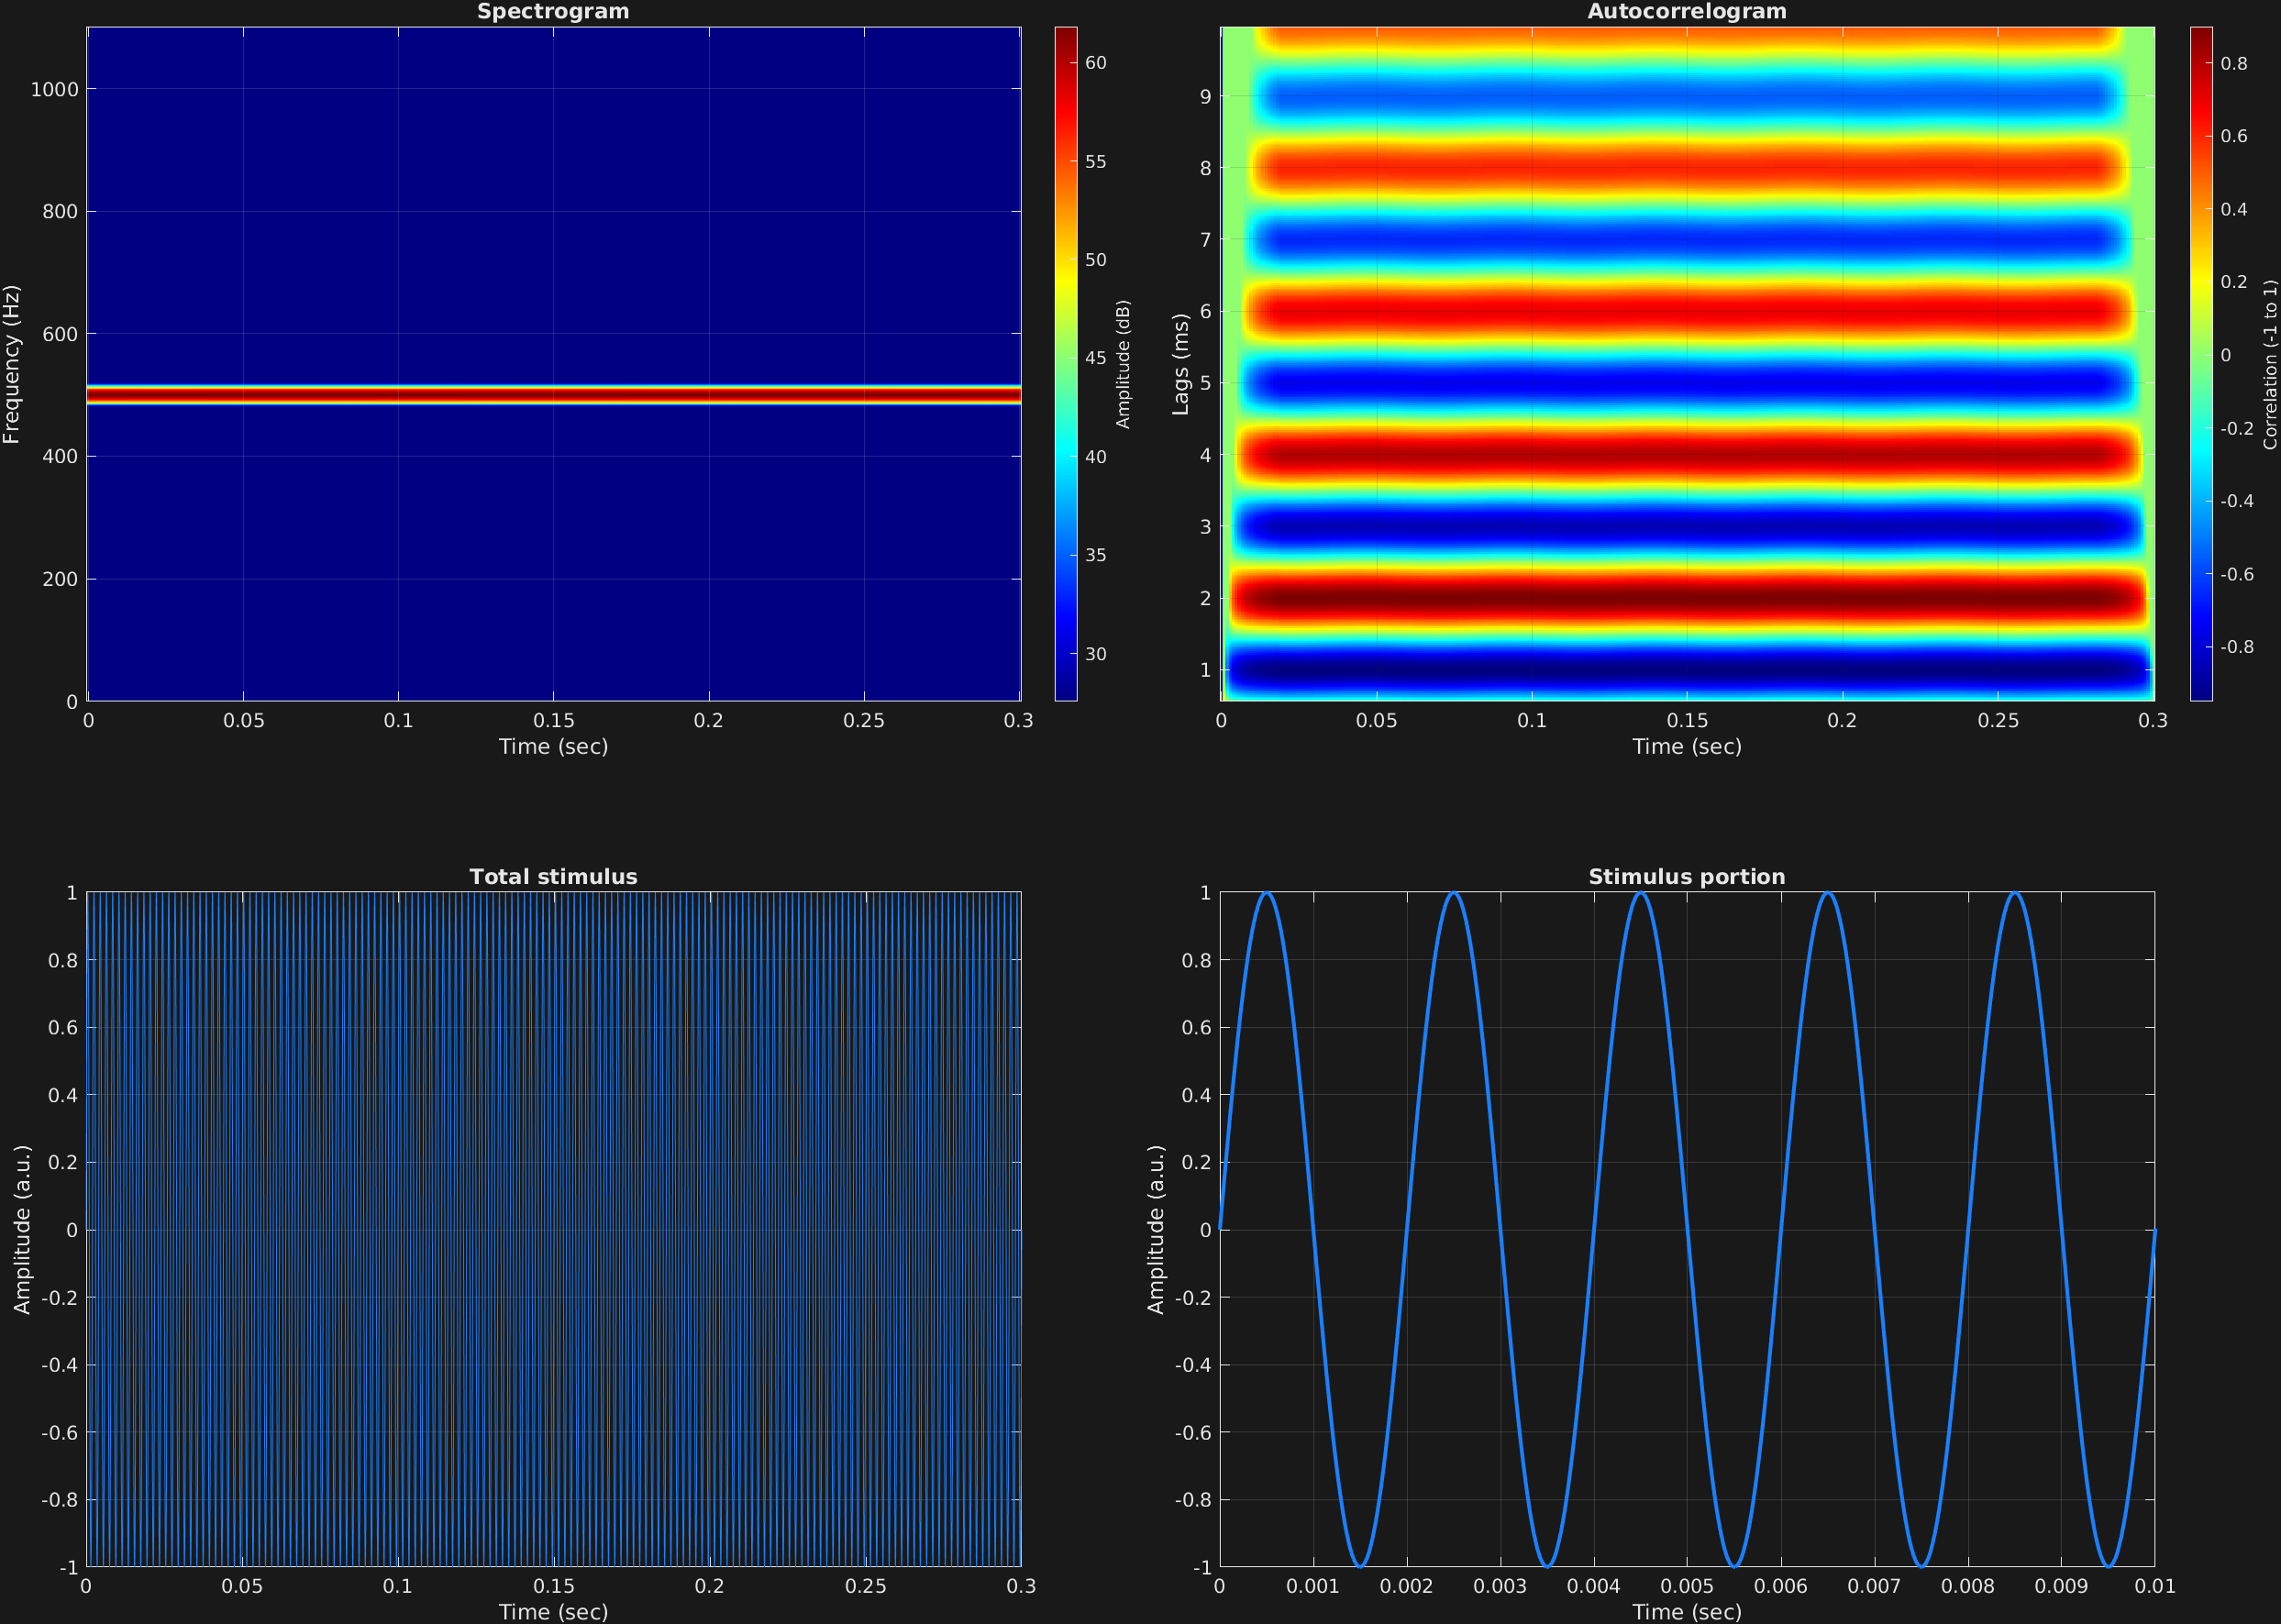 Spectrogram
1000
800
600
400
200
0
Frequency (Hz)
0 0.05 0.1 0.15 0.2 0.25 0.3
Time (sec)
60
55
50
45
40
35
30
Amplitude (dB)
Autocorrelogram
9
8
7
6
5
4
3
2
1
Lags (ms)
0 0.05 0.1 0.15 0.2 0.25 0.3
Time (sec)
0.8
0.6
0.4
0.2
0
-0.2
-0.4
-0.6
-0.8
Correlation (-1 to 1)
Total stimulus
1
0.8
0.6
0.4
0.2
0
-0.2
-0.4
-0.6
-0.8
-1
Amplitude (a.u.)
0 0.05 0.1 0.15 0.2 0.25 0.3
Time (sec)
Stimulus portion
1
0.8
0.6
0.4
0.2
0
-0.2
-0.4
-0.6
-0.8
-1
Amplitude (a.u.)
0 0.001 0.002 0.003 0.004 0.005 0.006 0.007 0.008 0.009 0.01
Time (sec)